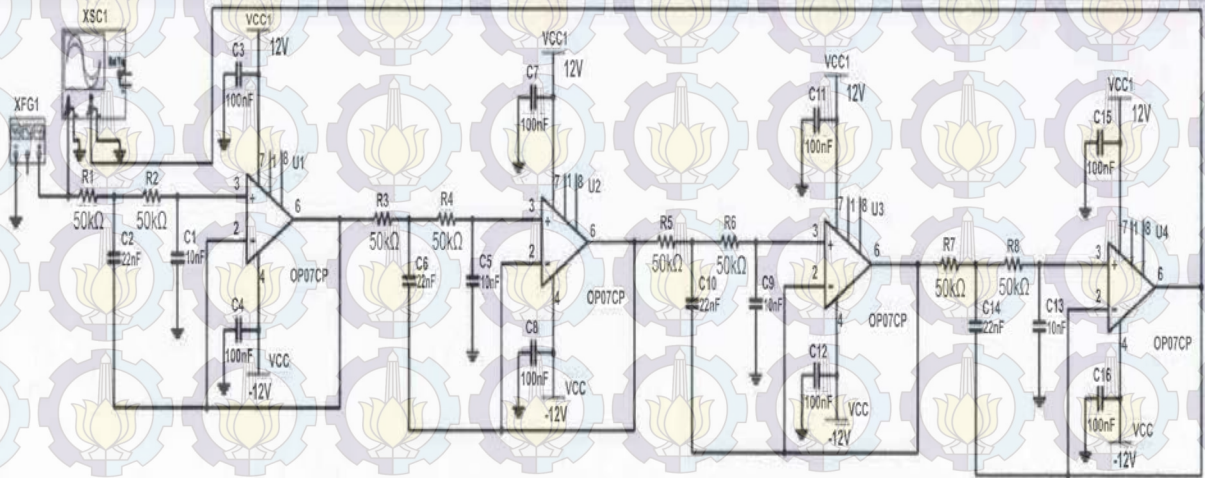 XSC1
XFG1
R1
50kΩ
R2
50kΩ
C2
22nF
C1
10nF
C3
100nF
VCC1
12V
7
1
8
U1
3
2
6
4
OP07CP
C4
100nF
VCC
-12V
R3
50kΩ
R4
50kΩ
C6
22nF
C5
10nF
C7
100nF
VCC1
12V
7
1
8
U2
3
2
6
4
OP07CP
C8
100nF
VCC
-12V
R5
50kΩ
R6
50kΩ
C10
22nF
C9
10nF
C11
100nF
VCC1
12V
7
1
8
U3
3
2
6
4
OP07CP
C12
100nF
VCC
-12V
R7
50kΩ
R8
50kΩ
C14
22nF
C13
10nF
C15
100nF
VCC1
12V
7
1
8
U4
3
2
6
4
OP07CP
C16
100nF
VCC
-12V